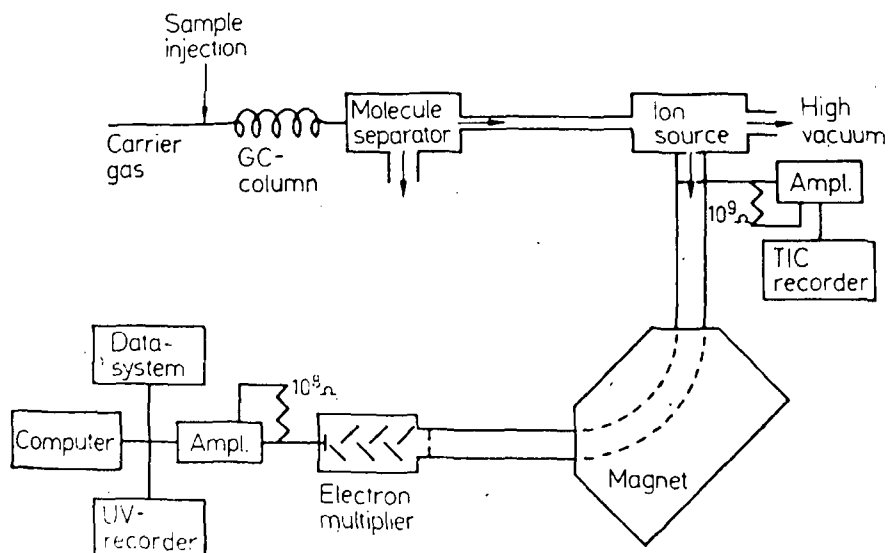 Sample
injection
Carrier
gas
GC-
column
Molecule
separator
Ion
source
High
vacuum
Ampl.
10⁹Ω
TIC
recorder
Data-
system
Computer
Ampl.
10⁸Ω
UV-
recorder
Electron
multiplier
Magnet